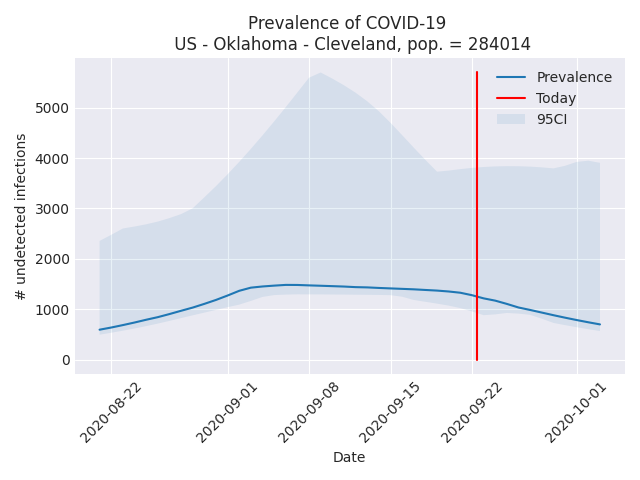 Prevalence of COVID-19
US - Oklahoma - Cleveland, pop. = 284014
Prevalence
Today
95CI
# undetected infections
5000
4000
3000
2000
1000
0
2020-08-22
2020-09-01
2020-09-08
2020-09-15
2020-09-22
2020-10-01
Date